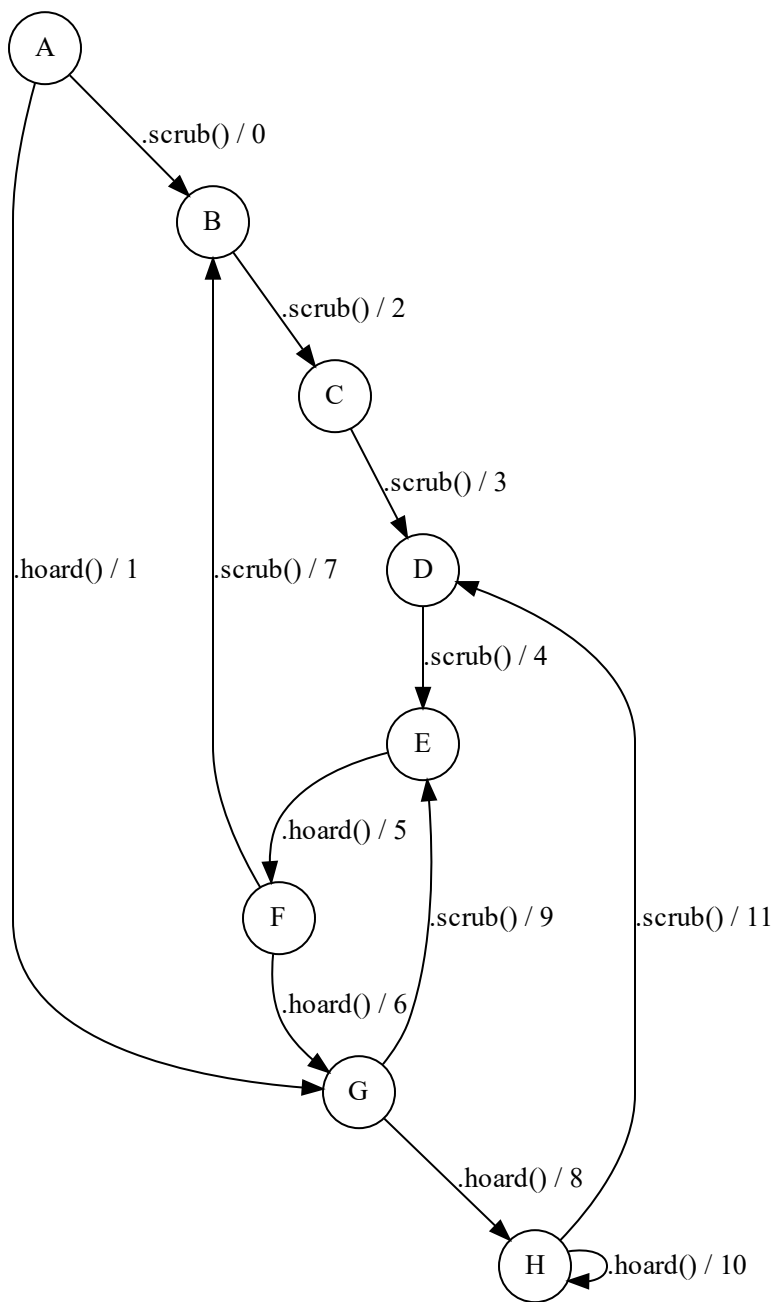 A
.scrub() / 0
B
.scrub() / 2
C
.scrub() / 3
.hoard() / 1
.scrub() / 7
D
.scrub() / 4
E
.hoard() / 5
F
.scrub() / 9
.scrub() / 11
.hoard() / 6
G
.hoard() / 8
H
.hoard() / 10